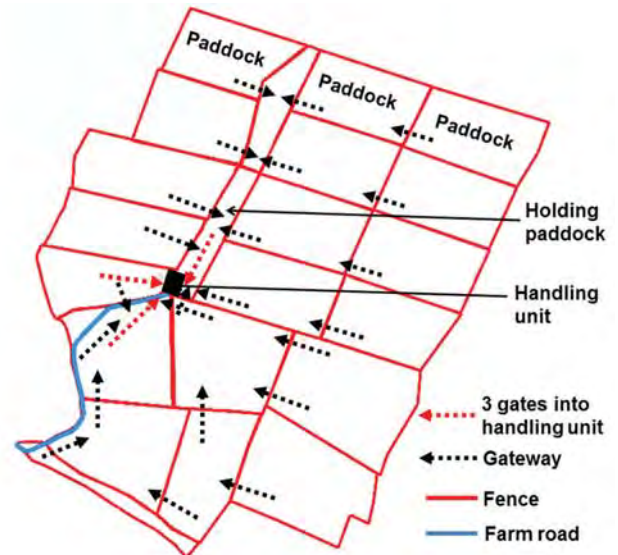 Paddock
Paddock
Paddock
Holding
paddock
Handling
unit
3 gates into
handling unit
Gateway
Fence
Farm road